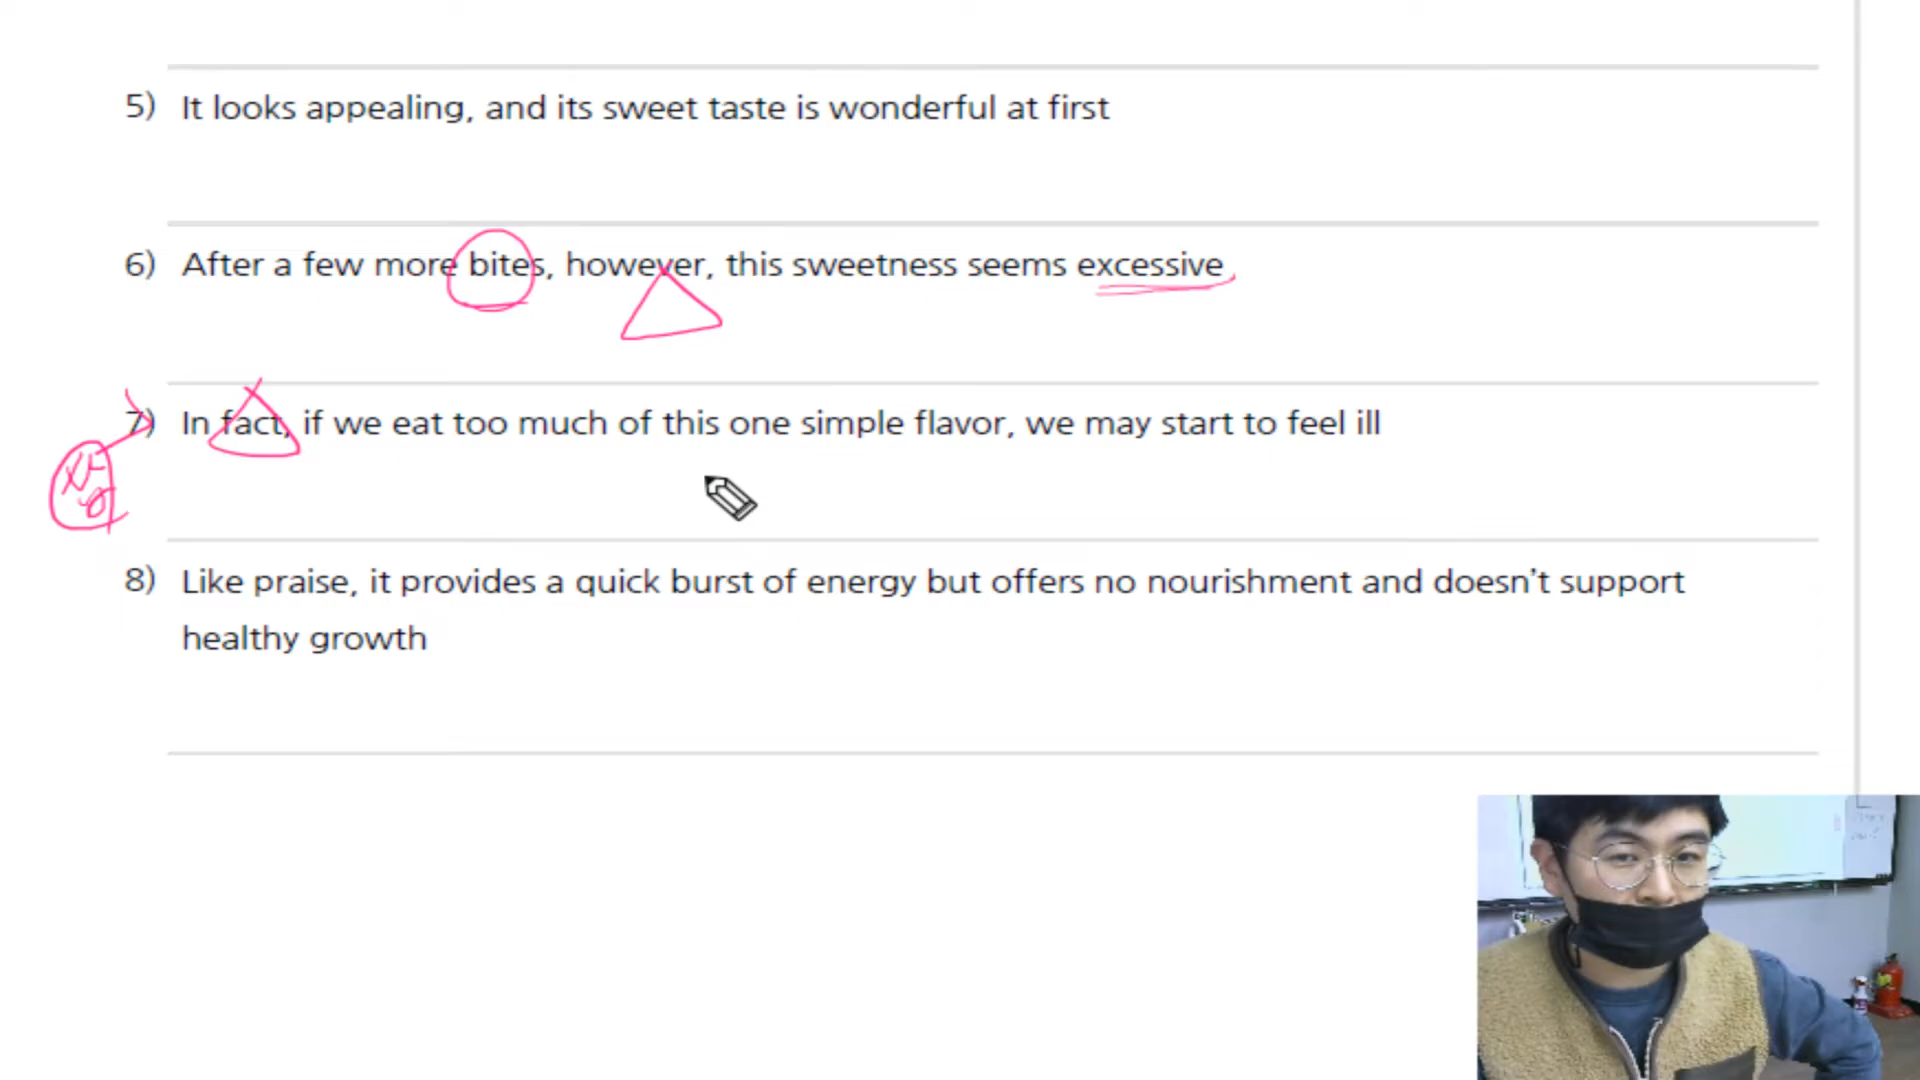 5) It looks appealing, and its sweet taste is wonderful at first
6) After a few more bites, however, this sweetness seems excessive
7) In fact, if we eat too much of this one simple flavor, we may start to feel ill
8) Like praise, it provides a quick burst of energy but offers no nourishment and doesn’t support
healthy growth